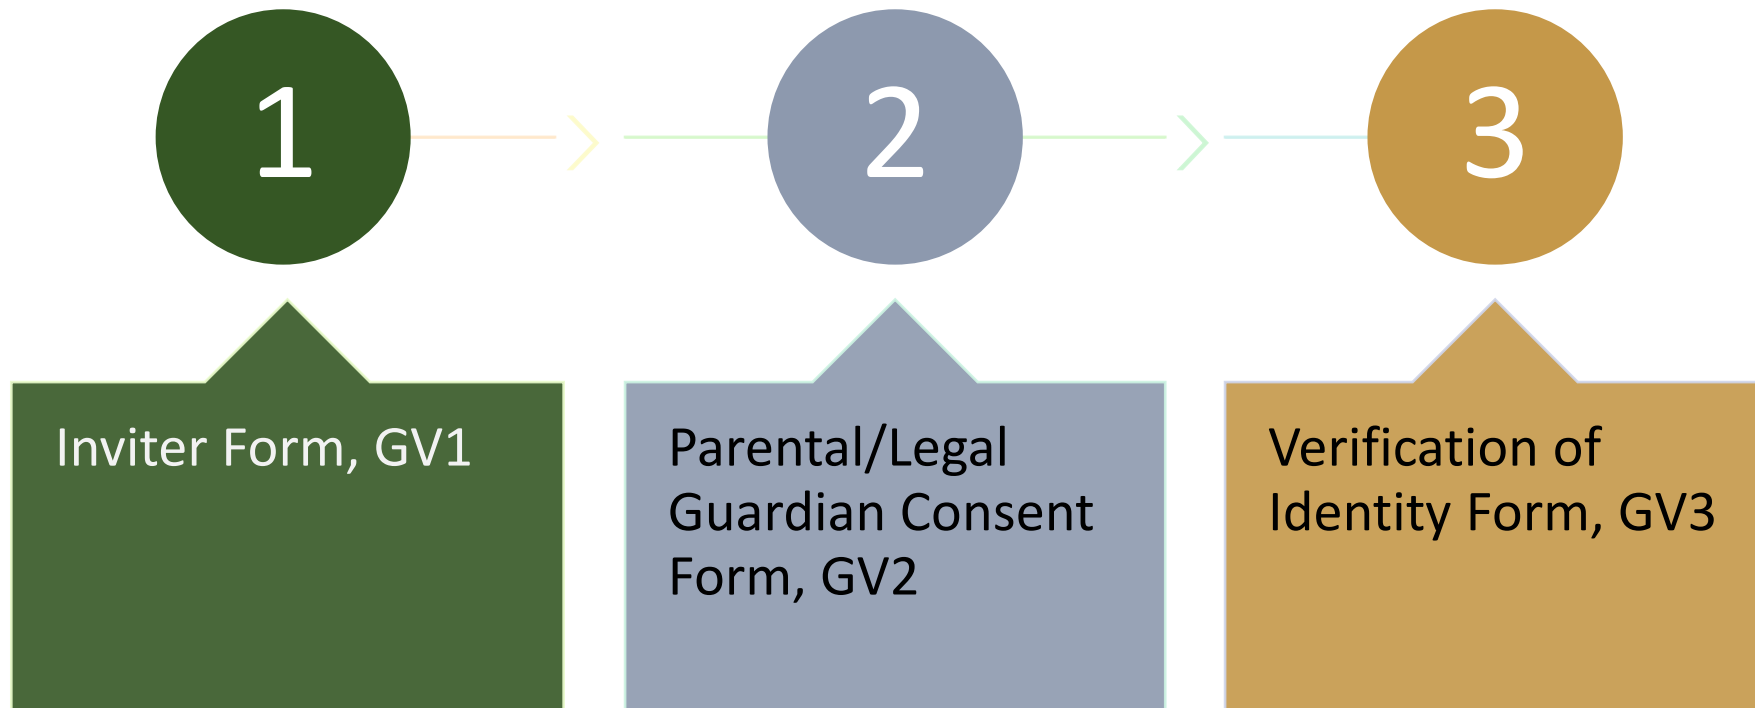 1
2
3
Inviter Form, GV1
Parental/Legal
Guardian Consent
Form, GV2
Verification of
Identity Form, GV3